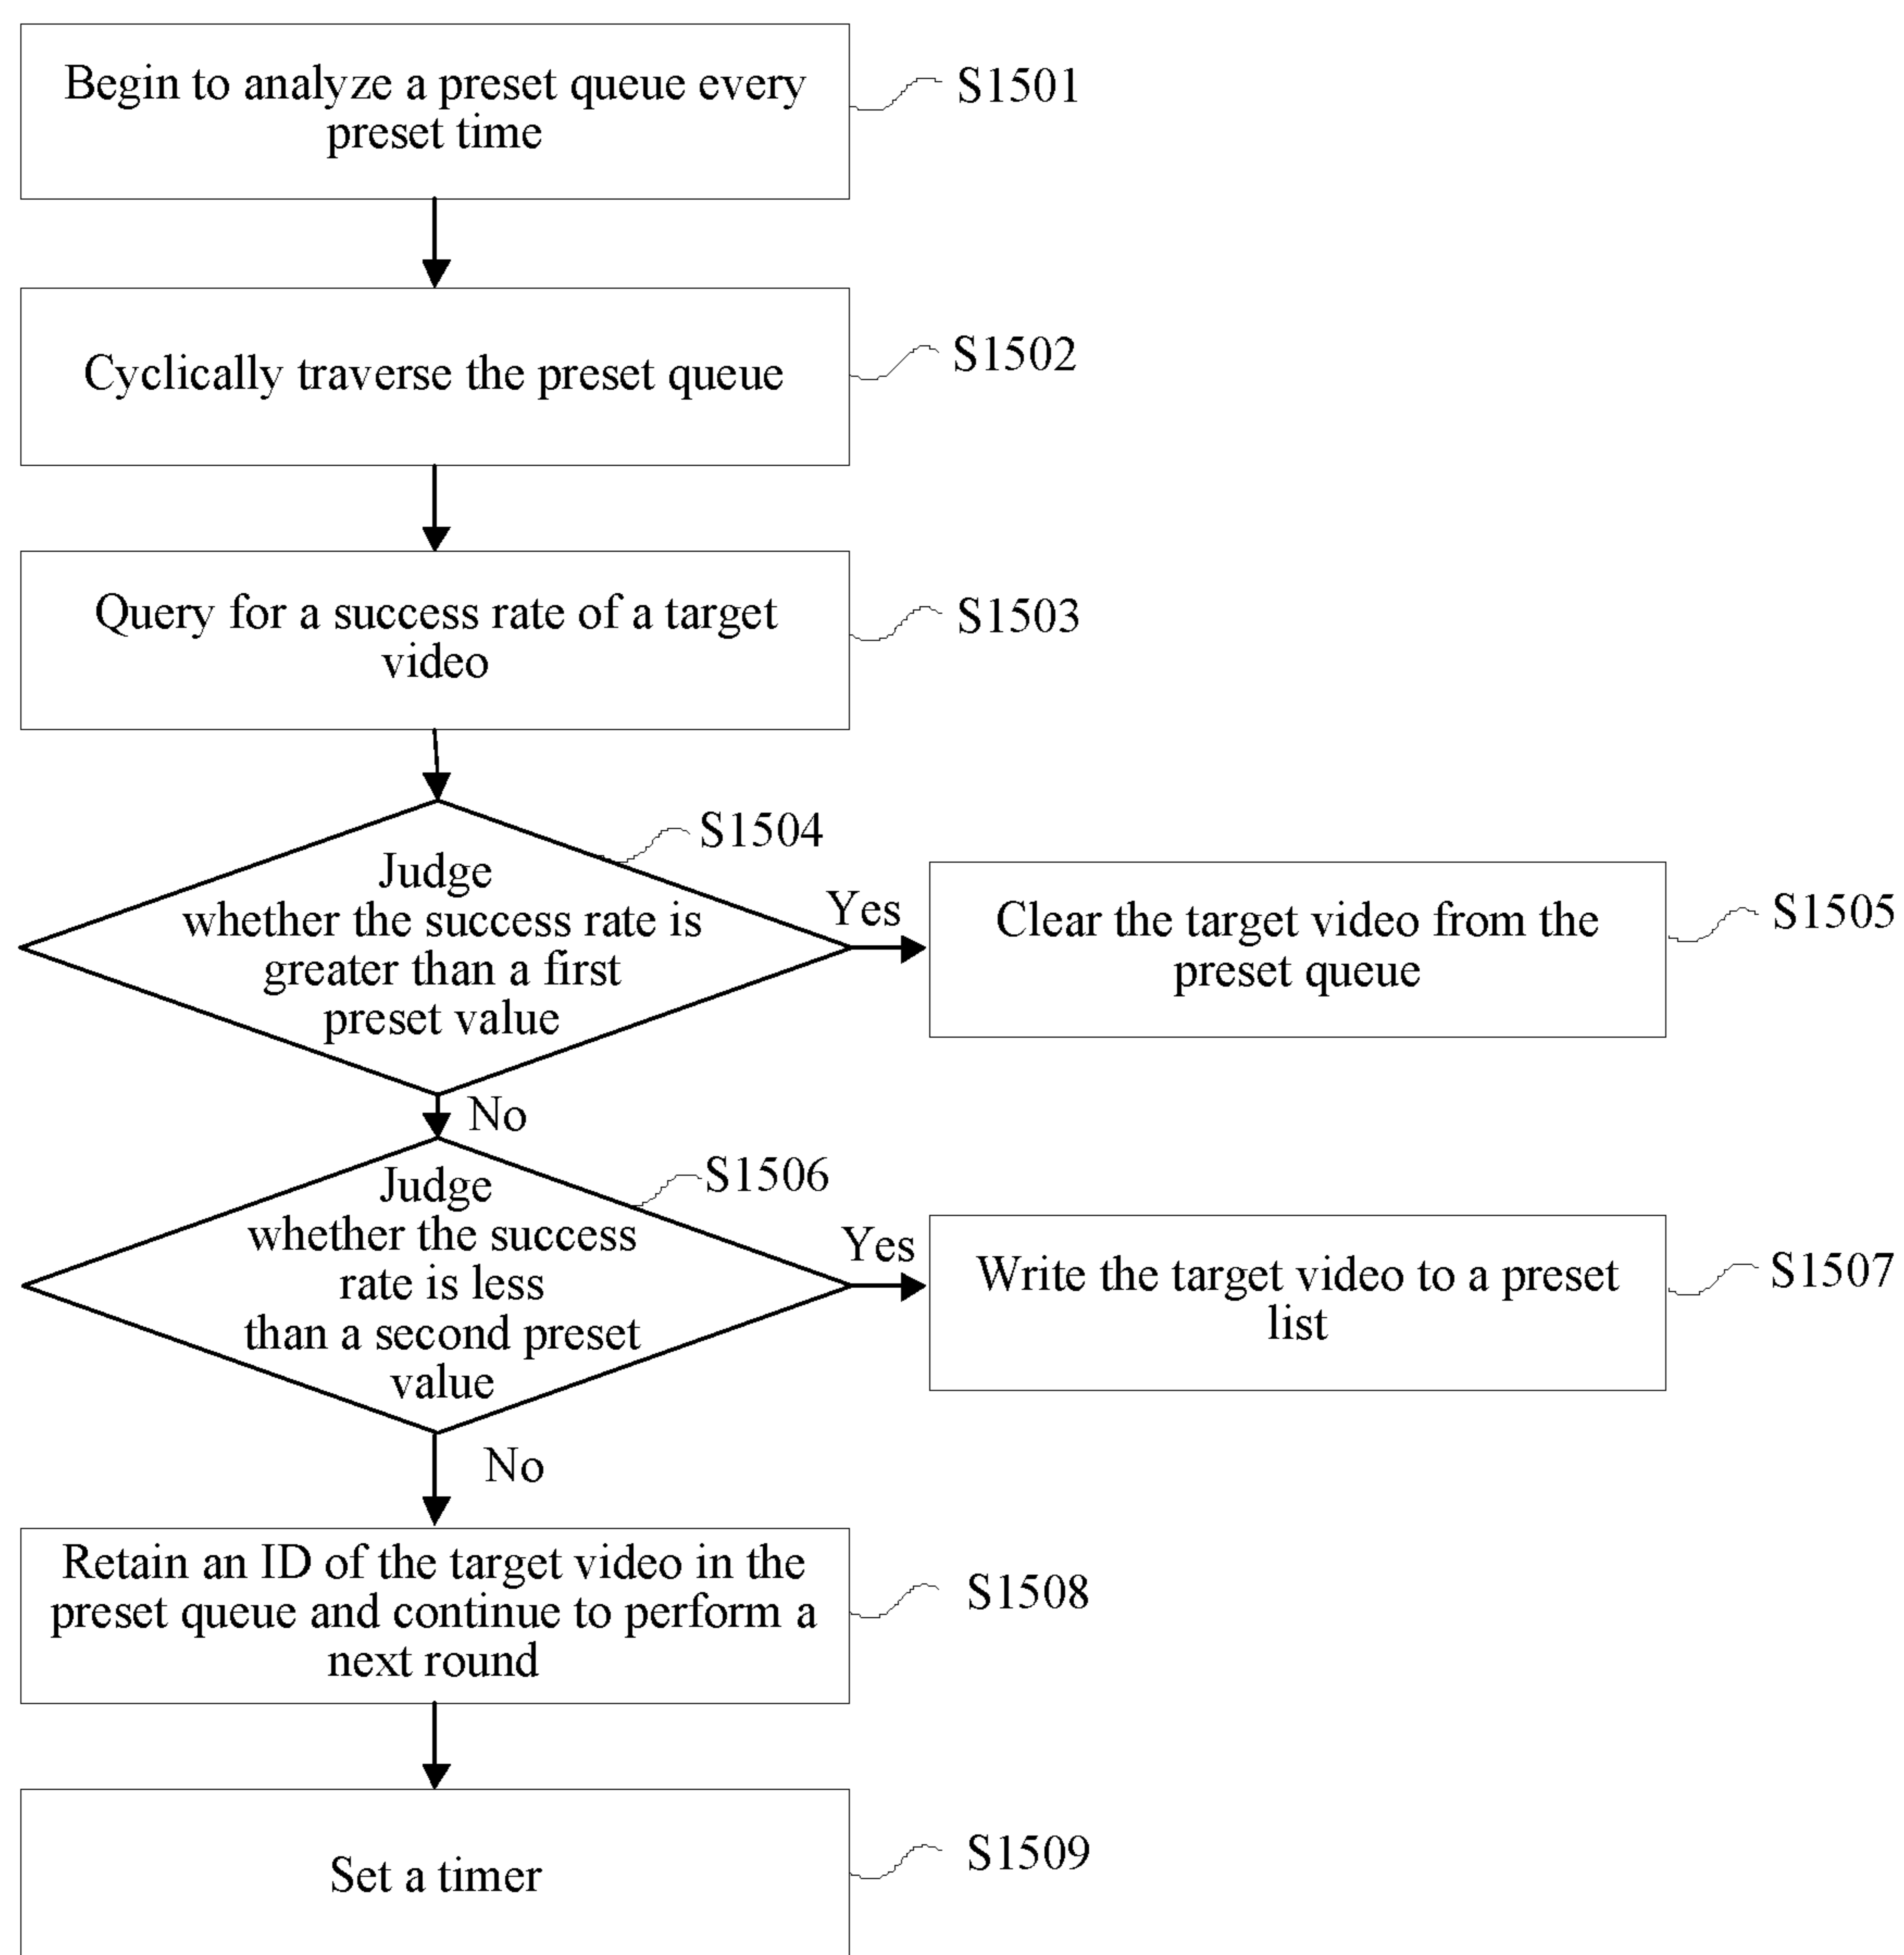 Begin to analyze a preset queue every
preset time
S1501
Cyclically traverse the preset queue
S1502
Query for a success rate of a target
video
S1503
S1504
Judge
whether the success rate is
greater than a first
preset value
Yes
Clear the target video from the
preset queue
S1505
No
S1506
Judge
whether the success
rate is less
than a second preset
value
Yes
Write the target video to a preset
list
S1507
No
Retain an ID of the target video in the
preset queue and continue to perform a
next round
S1508
Set a timer
S1509